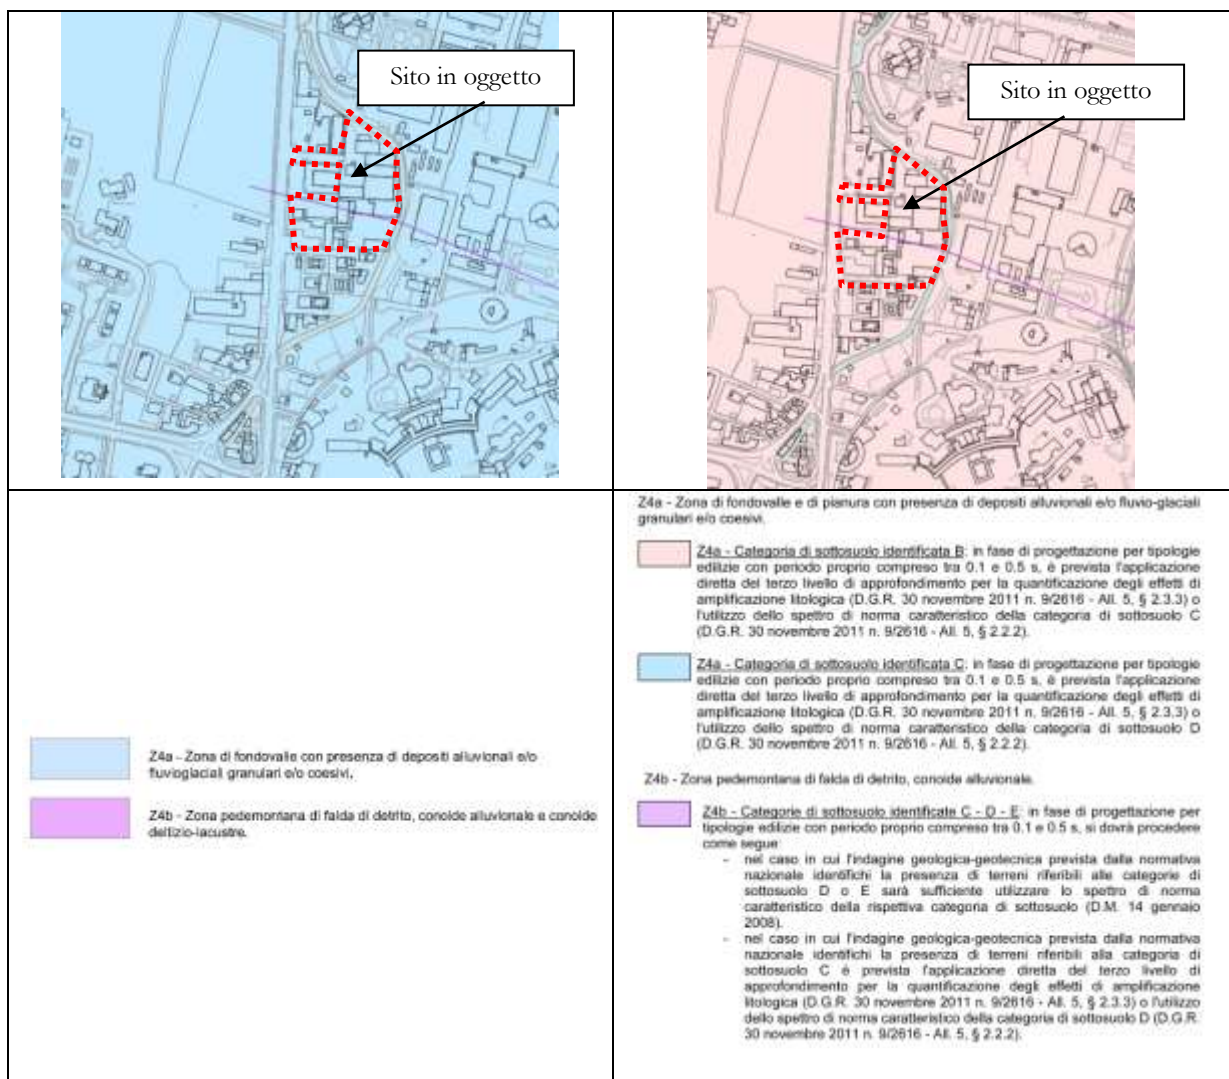 Sito in oggetto
Sito in oggetto
Z4a - Zona di fondovalle con presenza di depositi alluvionali e/o
fluvioglaciali granulari e/o coesivi.
Z4b - Zona pedemontana di falda di detrito, conoide alluvionale e conoide
deltizio-lacustre.
Z4a - Zona di fondovalle e di pianura con presenza di depositi alluvionali e/o fluvio-glaciali
granulari e/o coesivi.
Z4a - Categoria di sottosuolo identificata B: in fase di progettazione per tipologie
edilizie con periodo proprio compreso tra 0.1 e 0.5 s, è prevista l'applicazione
diretta del terzo livello di approfondimento per la quantificazione degli effetti di
amplificazione litologica (D.G.R. 30 novembre 2011 n. 9/2616 - All. 5, § 2.3.3) o
l'utilizzo dello spettro di norma caratteristico della categoria di sottosuolo C
(D.G.R. 30 novembre 2011 n. 9/2616 - All. 5, § 2.2.2).
Z4a - Categoria di sottosuolo identificata C: in fase di progettazione per tipologie
edilizie con periodo proprio compreso tra 0.1 e 0.5 s, è prevista l'applicazione
diretta del terzo livello di approfondimento per la quantificazione degli effetti di
amplificazione litologica (D.G.R. 30 novembre 2011 n. 9/2616 - All. 5, § 2.3.3) o
l'utilizzo dello spettro di norma caratteristico della categoria di sottosuolo D
(D.G.R. 30 novembre 2011 n. 9/2616 - All. 5, § 2.2.2).
Z4b - Zona pedemontana di falda di detrito, conoide alluvionale.
Z4b - Categorie di sottosuolo identificate C - D - E: in fase di progettazione per
tipologie edilizie con periodo proprio compreso tra 0.1 e 0.5 s, si dovrà procedere
come segue:
- nel caso in cui l'indagine geologica-geotecnica prevista dalla normativa
nazionale identifichi la presenza di terreni riferibili alle categorie di
sottosuolo D o E sarà sufficiente utilizzare lo spettro di norma
caratteristico della rispettiva categoria di sottosuolo (D.M. 14 gennaio
2008).
- nel caso in cui l'indagine geologica-geotecnica prevista dalla normativa
nazionale identifichi la presenza di terreni riferibili alla categoria di
sottosuolo C è prevista l'applicazione diretta del terzo livello di
approfondimento per la quantificazione degli effetti di amplificazione
litologica (D.G.R. 30 novembre 2011 n. 9/2616 - All. 5, § 2.3.3) o l'utilizzo
dello spettro di norma caratteristico della categoria di sottosuolo D (D.G.R.
30 novembre 2011 n. 9/2616 - All. 5, § 2.2.2).